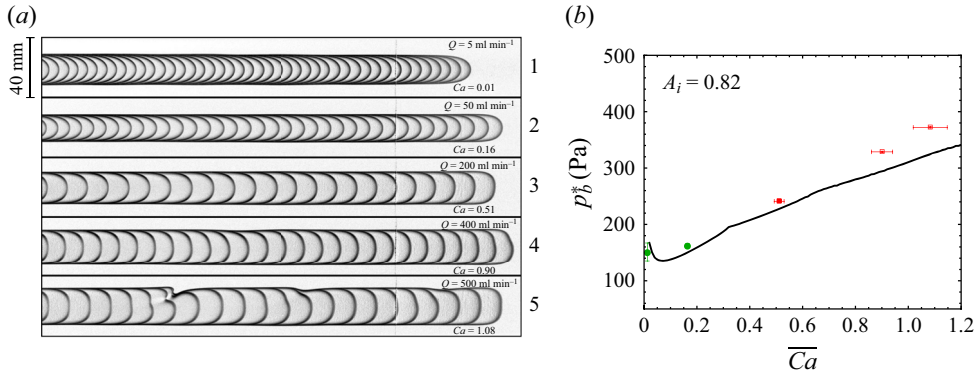 (a)
40 mm
Q = 5 ml min⁻¹
1
Ca = 0.01
Q = 50 ml min⁻¹
2
Ca = 0.16
Q = 200 ml min⁻¹
3
Ca = 0.51
Q = 400 ml min⁻¹
4
Ca = 0.90
Q = 500 ml min⁻¹
5
Ca = 1.08
(b)
A_i = 0.82
p_b^* (Pa)
500
400
300
200
100
0 0.2 0.4 0.6 0.8 1.0 1.2
C̅a̅